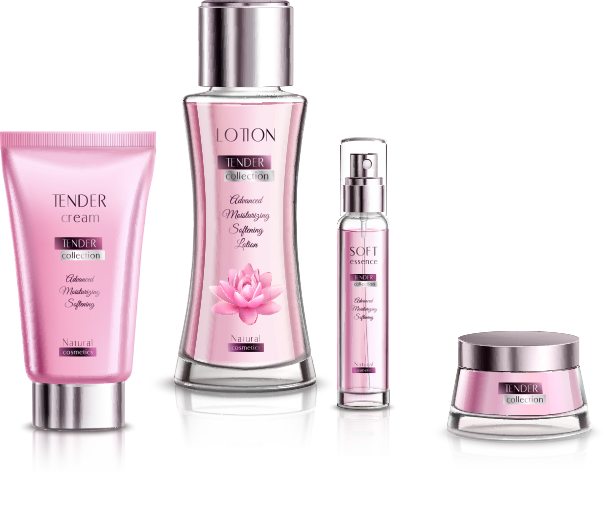 TENDER
cream
TENDER
collection
Advanced
Moisturizing
Softening
Natural
cosmetics
LOTION
TENDER
collection
Advanced
Moisturizing
Softening
Lotion
Natural
cosmetics
SOFT
essence
TENDER
collection
Advanced
Moisturizing
Softening
Natural
cosmetics
TENDER
collection